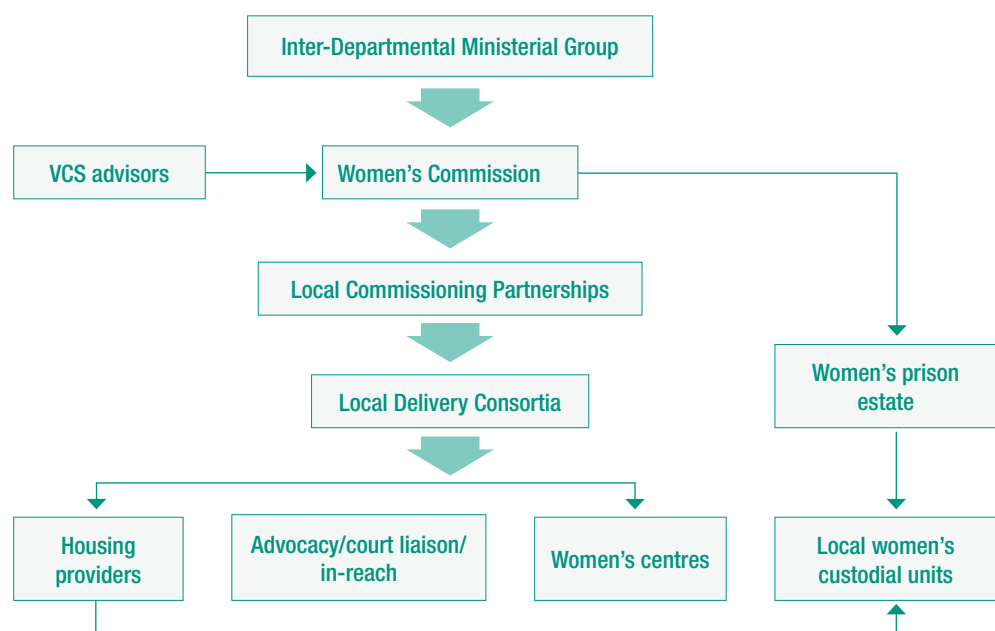 Inter-Departmental Ministerial Group
VCS advisors
Women’s Commission
Local Commissioning Partnerships
Women’s prison
estate
Local Delivery Consortia
Housing
providers
Advocacy/court liaison/
in-reach
Women’s centres
Local women’s
custodial units